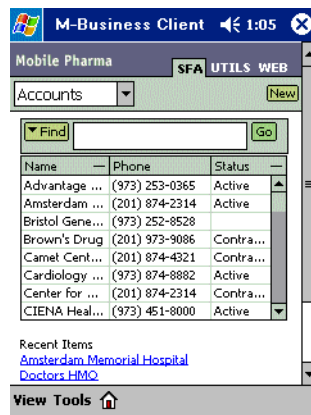 M-Business Client 1:05
Mobile Pharma SFA UTILS WEB
Accounts New
Find Go
Name Phone Status
Advantage ... (973) 253-0365 Active
Amsterdam ... (201) 874-2314 Active
Bristol Gene... (973) 252-8528
Brown's Drug (201) 973-9086 Contra...
Camet Cent... (201) 874-4321 Contra...
Cardiology ... (973) 874-8882 Active
Center for ... (201) 874-2314 Contra...
CIENA Heal... (973) 451-8000 Active
Recent Items
Amsterdam Memorial Hospital
Doctors HMO
View Tools